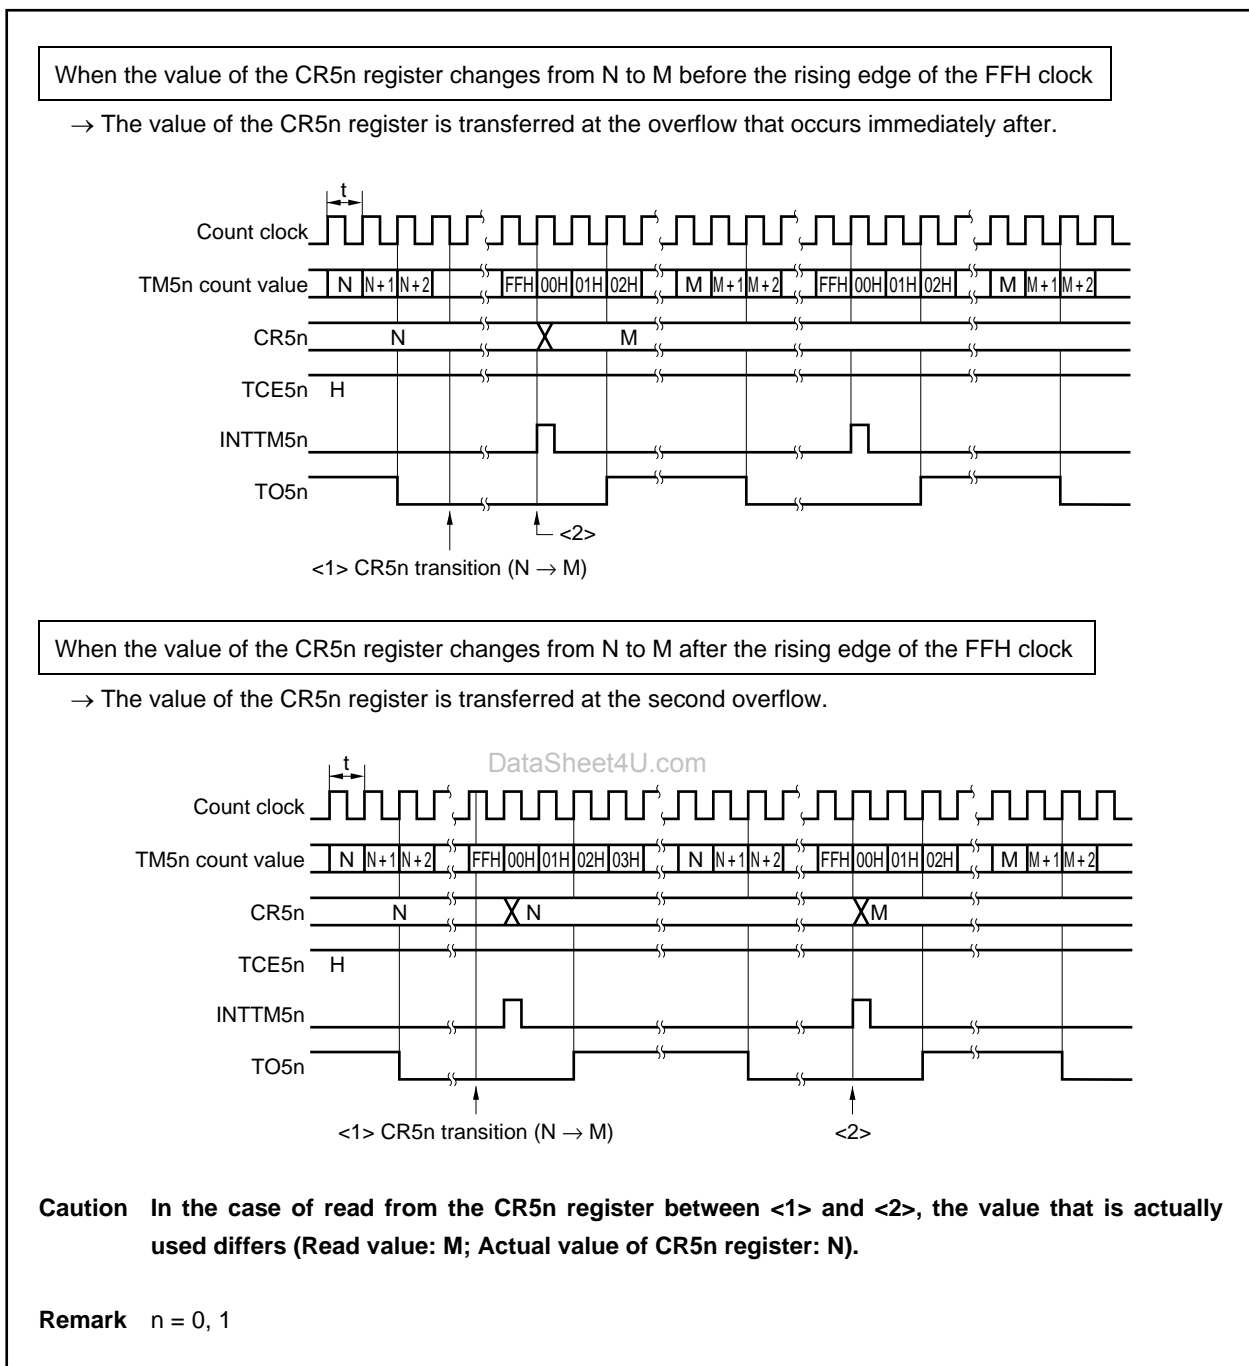 When the value of the CR5n register changes from N to M before the rising edge of the FFH clock
→ The value of the CR5n register is transferred at the overflow that occurs immediately after.
t
Count clock
TM5n count value N N + 1 N + 2 FFH 00H 01H 02H M M + 1 M + 2 FFH 00H 01H 02H M M + 1 M + 2
CR5n N M
TCE5n H
INTTM5n
TO5n
<2>
<1> CR5n transition (N → M)
When the value of the CR5n register changes from N to M after the rising edge of the FFH clock
→ The value of the CR5n register is transferred at the second overflow.
DataSheet4U.com
t
Count clock
TM5n count value N N + 1 N + 2 FFH 00H 01H 02H 03H N N + 1 N + 2 FFH 00H 01H 02H M M + 1 M + 2
CR5n N N M
TCE5n H
INTTM5n
TO5n
<1> CR5n transition (N → M) <2>
Caution In the case of read from the CR5n register between <1> and <2>, the value that is actually
used differs (Read value: M; Actual value of CR5n register: N).
Remark n = 0, 1